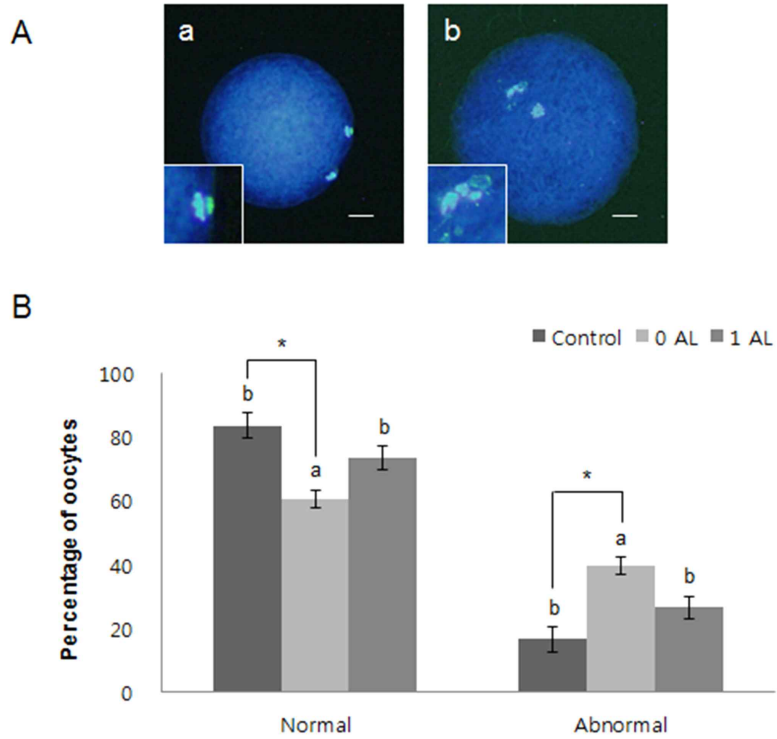 A
a
b
B
Control 0 AL 1 AL
Percentage of oocytes
100
80
60
40
20
0
*
b
a
b
*
b
a
b
Normal
Abnormal